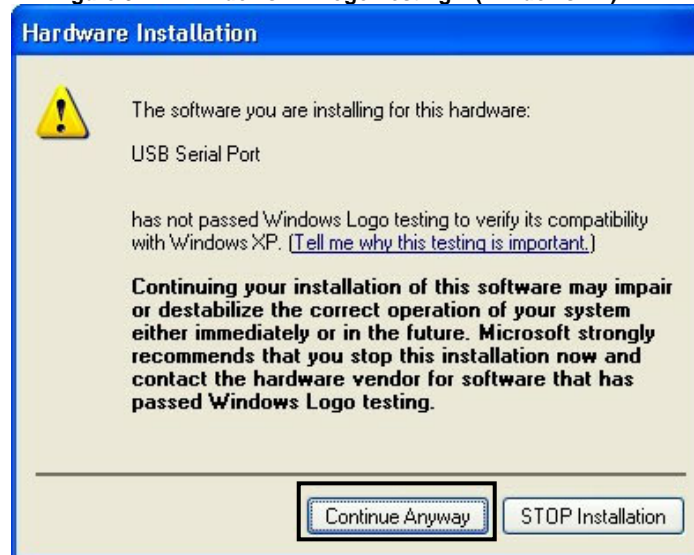 Hardware Installation
The software you are installing for this hardware:
USB Serial Port
has not passed Windows Logo testing to verify its compatibility
with Windows XP. (Tell me why this testing is important.)
Continuing your installation of this software may impair
or destabilize the correct operation of your system
either immediately or in the future. Microsoft strongly
recommends that you stop this installation now and
contact the hardware vendor for software that has
passed Windows Logo testing.
Continue Anyway STOP Installation